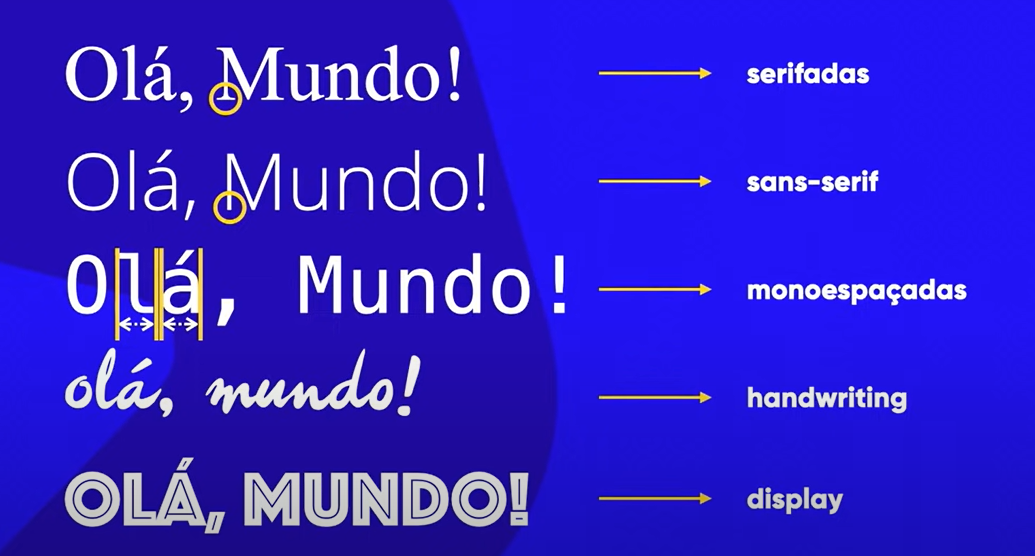 Olá, Mundo! serifadas
Olá, Mundo! sans-serif
Olá, Mundo! monoespaçadas
olá, mundo! handwriting
OLÁ, MUNDO! display